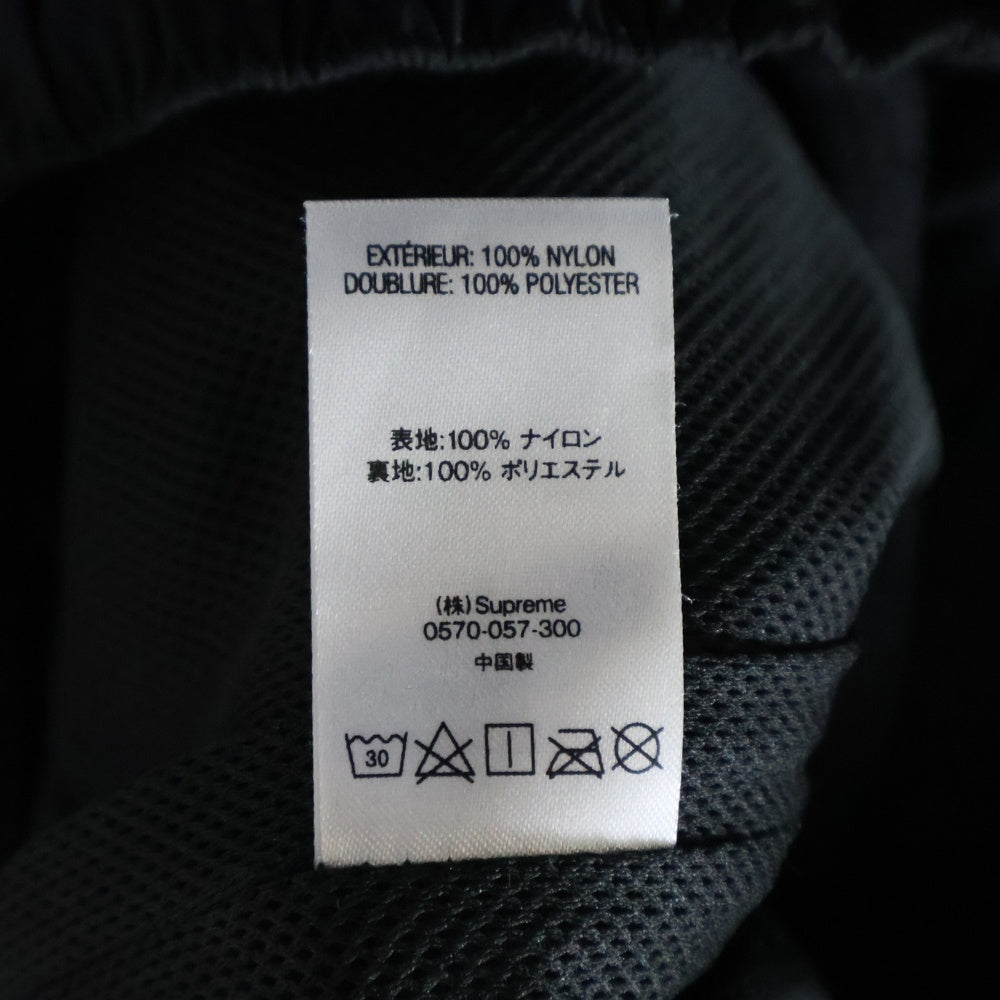 EXTÉRIEUR: 100% NYLON
DOUBLURE: 100% POLYESTER
表地:100% ナイロン
裏地:100% ポリエステル
(株)Supreme
0570-057-300
中国製
30